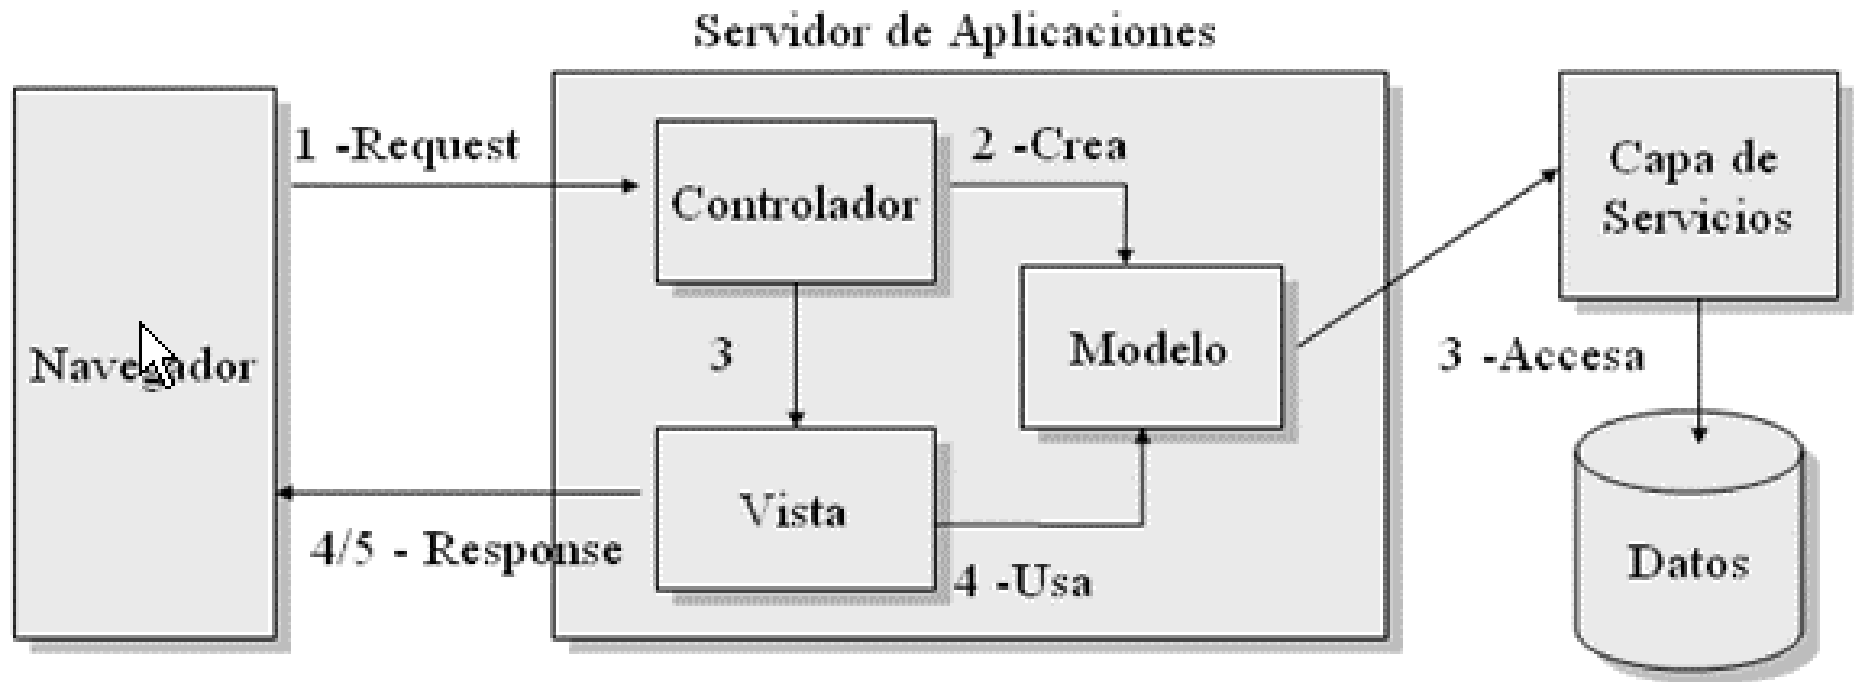 Servidor de Aplicaciones
1 -Request
2 -Crea
Controlador
Capa de
Servicios
Navegador
3
Modelo
3 -Accesa
Vista
4/5 - Response
4 -Usa
Datos